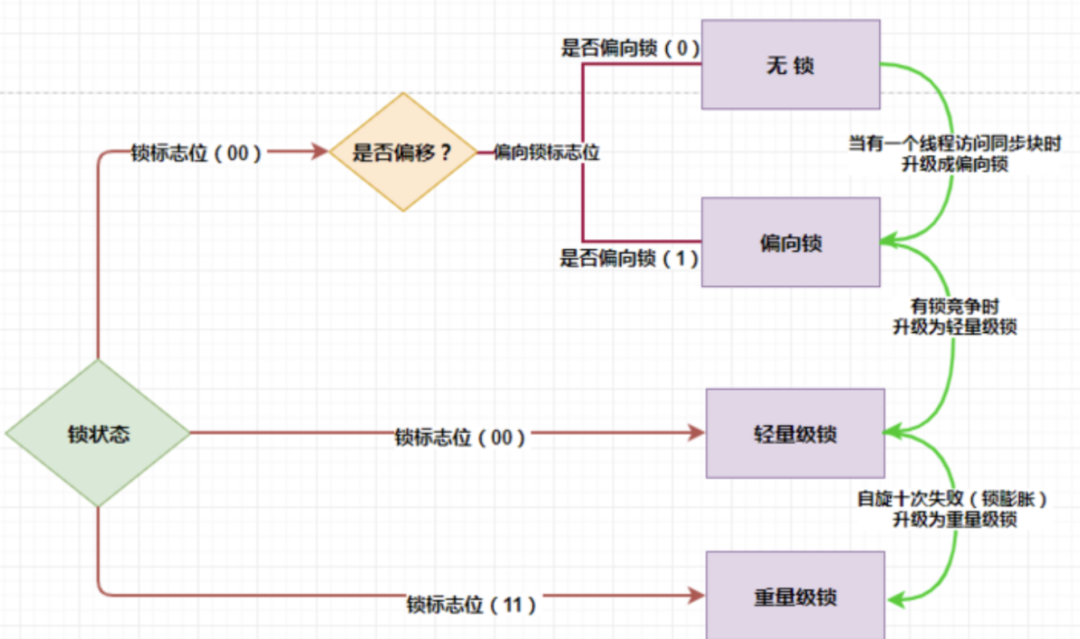 是否偏向锁（0）
无 锁
当有一个线程访问同步块时
升级成偏向锁
锁标志位（00）
是否偏移？
偏向锁标志位
偏向锁
是否偏向锁（1）
有锁竞争时
升级为轻量级锁
锁状态
锁标志位（00）
轻量级锁
自旋十次失败（锁膨胀）
升级为重量级锁
锁标志位（11）
重量级锁